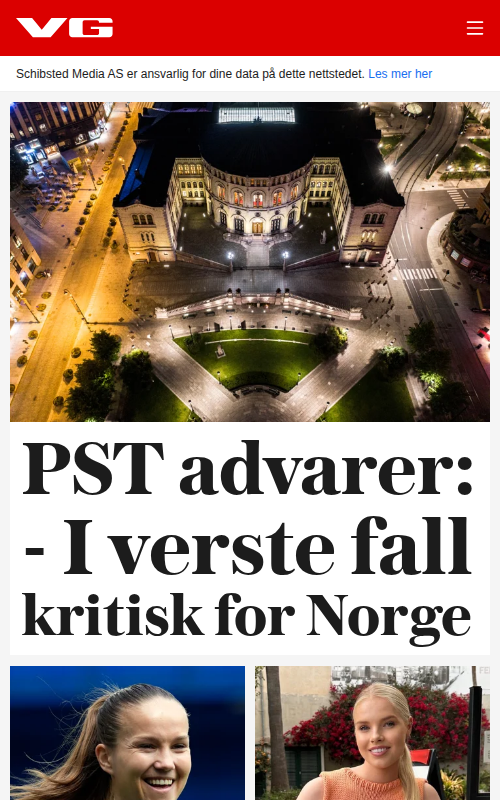 VG
Schibsted Media AS er ansvarlig for dine data på dette nettstedet. Les mer her
PST advarer:
- I verste fall
kritisk for Norge